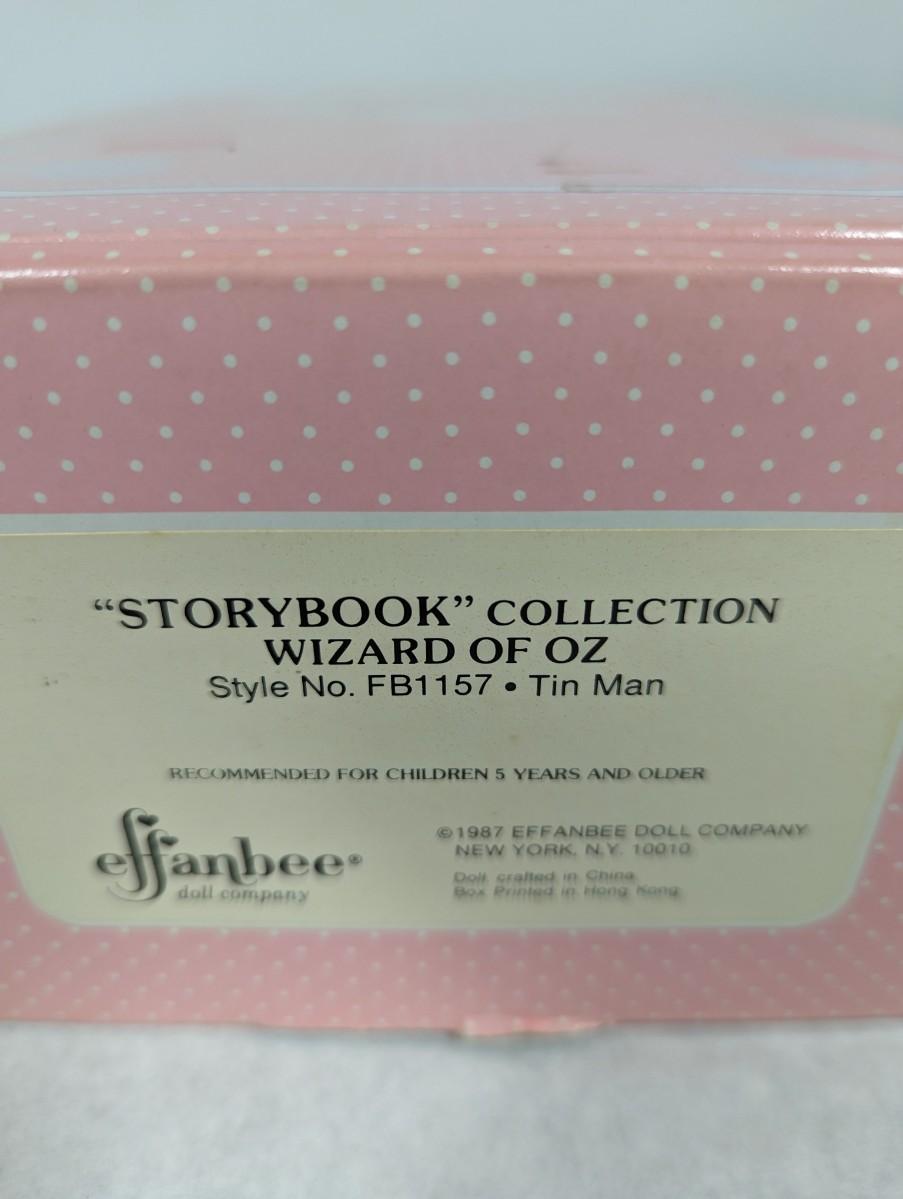 “STORYBOOK” COLLECTION
WIZARD OF OZ
Style No. FB1157 • Tin Man
RECOMMENDED FOR CHILDREN 5 YEARS AND OLDER
effanbee®
doll company
©1987 EFFANBEE DOLL COMPANY
NEW YORK, N.Y. 10010
Doll crafted in China
Box Printed in Hong Kong